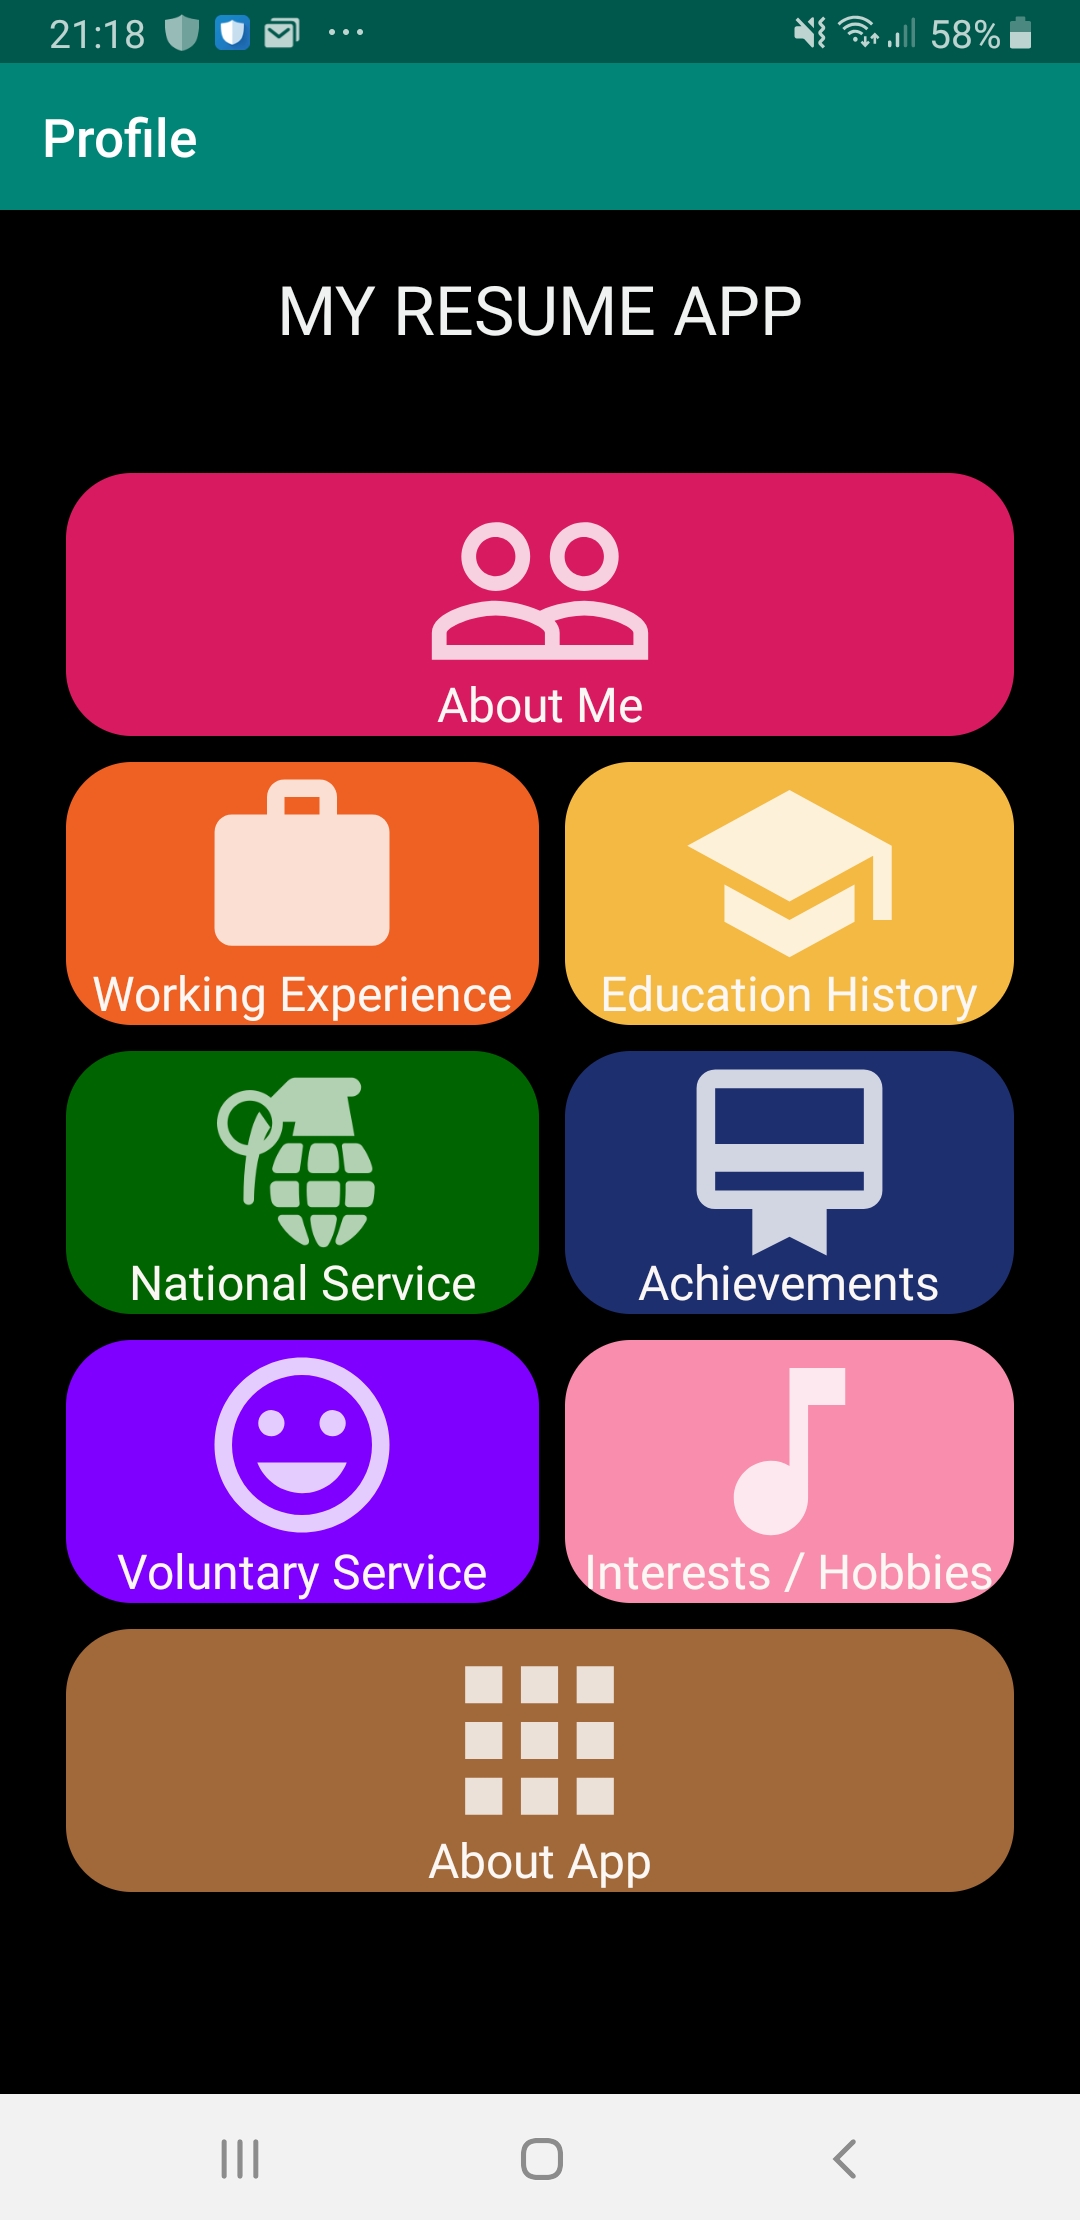 21:18 58%
Profile
MY RESUME APP
About Me
Working Experience
Education History
National Service
Achievements
Voluntary Service
Interests / Hobbies
About App